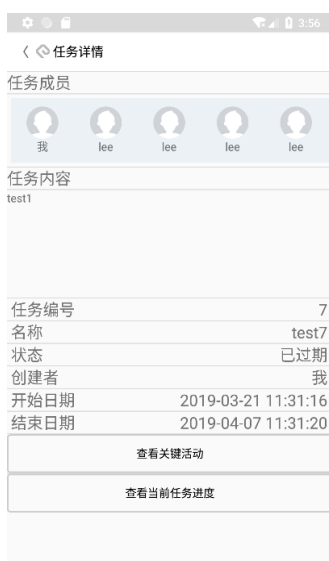 3:56
任务详情
任务成员
我 lee lee lee lee
任务内容
test1
任务编号 7
名称 test7
状态 已过期
创建者 我
开始日期 2019-03-21 11:31:16
结束日期 2019-04-07 11:31:20
查看关键活动
查看当前任务进度